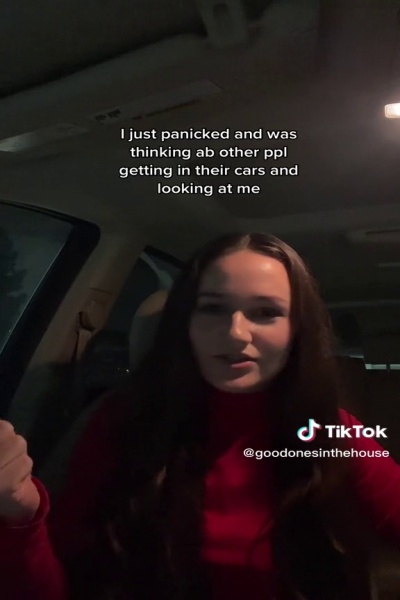 I just panicked and was
thinking ab other ppl
getting in their cars and
looking at me
TikTok
@goodonesinthehouse